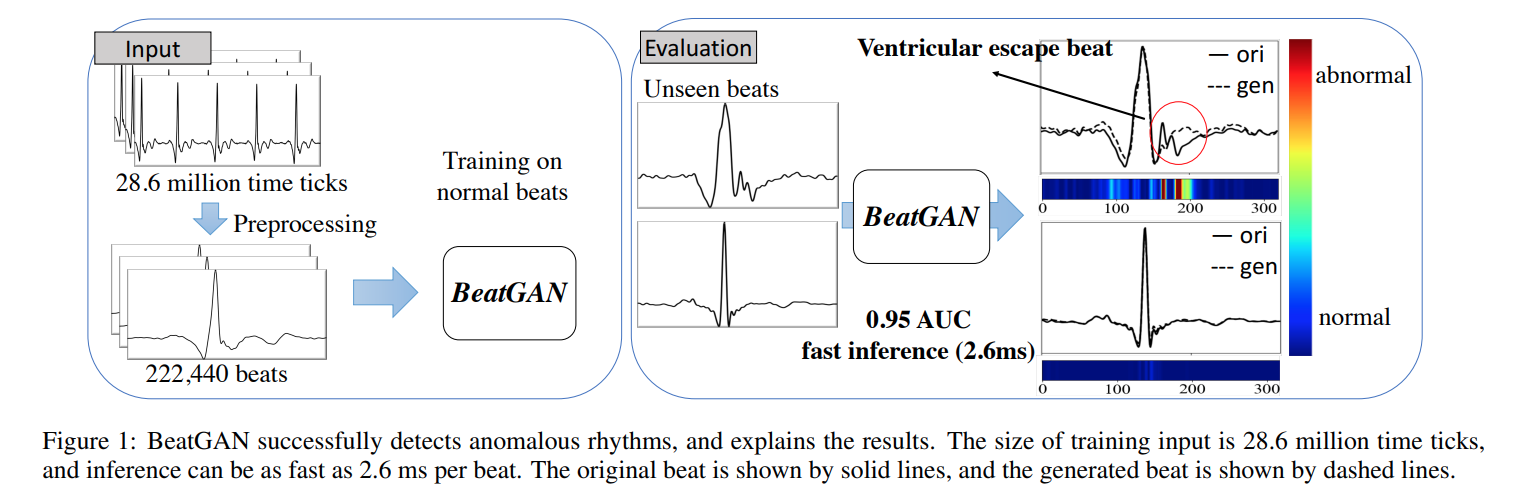 Input
28.6 million time ticks
Preprocessing
222,440 beats
Training on
normal beats
BeatGAN
Evaluation
Unseen beats
BeatGAN
0.95 AUC
fast inference (2.6ms)
Ventricular escape beat
ori
gen
0 100 200 300
ori
gen
0 100 200 300
abnormal
normal
Figure 1: BeatGAN successfully detects anomalous rhythms, and explains the results. The size of training input is 28.6 million time ticks,
and inference can be as fast as 2.6 ms per beat. The original beat is shown by solid lines, and the generated beat is shown by dashed lines.